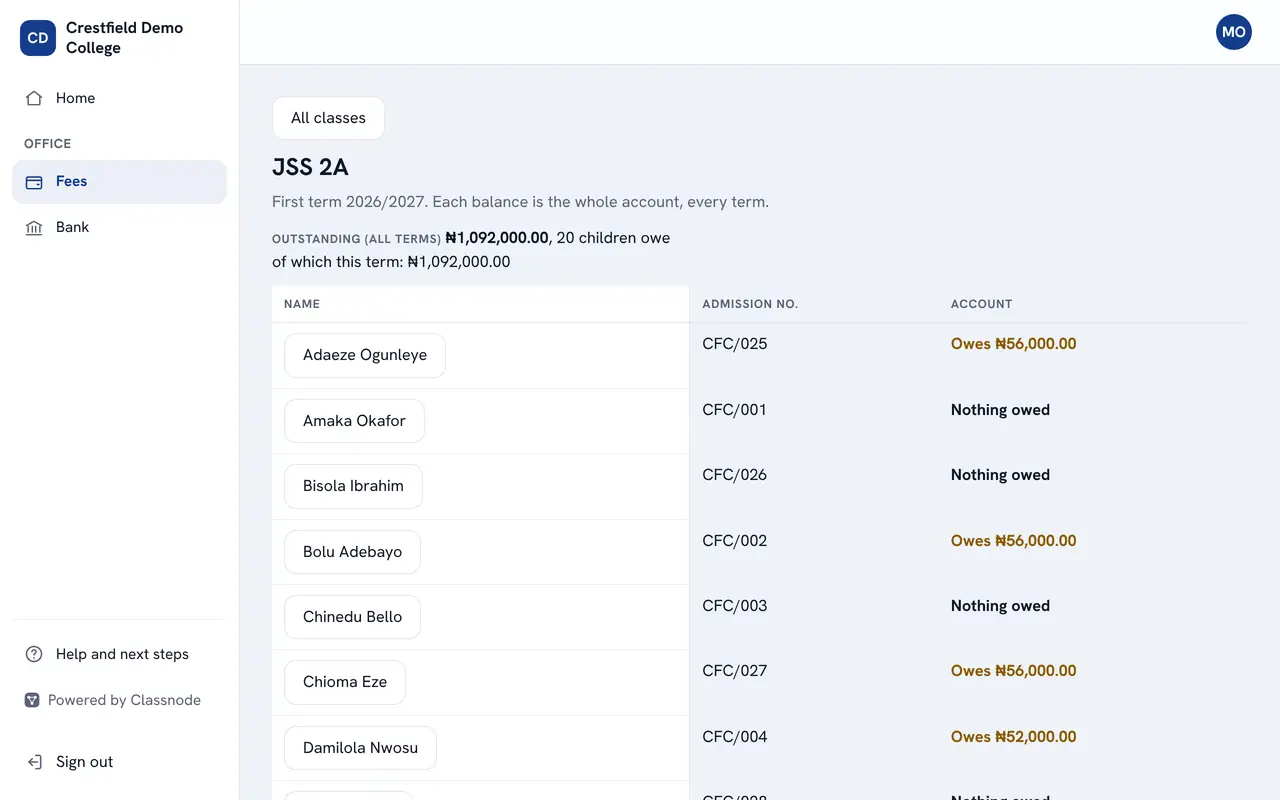 CD
Crestfield Demo
College
MO
Home
OFFICE
Fees
Bank
All classes
JSS 2A
First term 2026/2027. Each balance is the whole account, every term.
OUTSTANDING (ALL TERMS) ₦1,092,000.00, 20 children owe
of which this term: ₦1,092,000.00
NAME ADMISSION NO. ACCOUNT
Adaeze Ogunleye CFC/025 Owes ₦56,000.00
Amaka Okafor CFC/001 Nothing owed
Bisola Ibrahim CFC/026 Nothing owed
Bolu Adebayo CFC/002 Owes ₦56,000.00
Chinedu Bello CFC/003 Nothing owed
Chioma Eze CFC/027 Owes ₦56,000.00
Damilola Nwosu CFC/004 Owes ₦52,000.00
Help and next steps
Powered by Classnode
Sign out